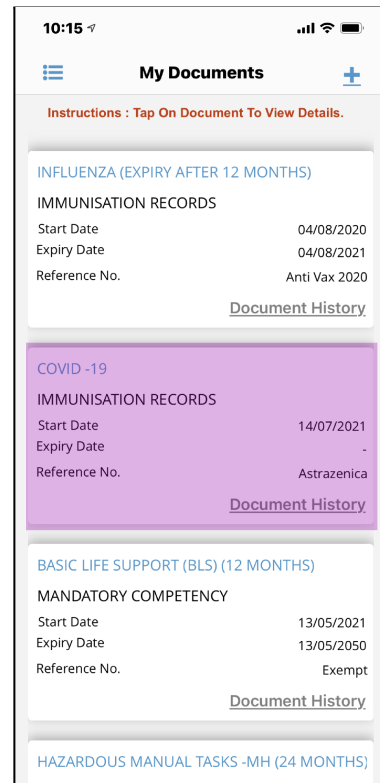 10:15
My Documents
+
Instructions : Tap On Document To View Details.
INFLUENZA (EXPIRY AFTER 12 MONTHS)
IMMUNISATION RECORDS
Start Date 04/08/2020
Expiry Date 04/08/2021
Reference No. Anti Vax 2020
Document History
COVID -19
IMMUNISATION RECORDS
Start Date 14/07/2021
Expiry Date -
Reference No. Astrazenica
Document History
BASIC LIFE SUPPORT (BLS) (12 MONTHS)
MANDATORY COMPETENCY
Start Date 13/05/2021
Expiry Date 13/05/2050
Reference No. Exempt
Document History
HAZARDOUS MANUAL TASKS -MH (24 MONTHS)